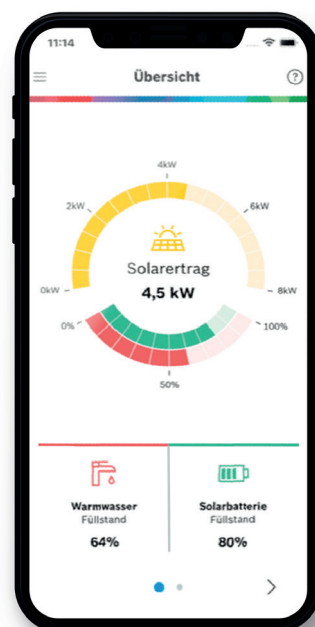 11:14
Übersicht
?
4kW
2kW
6kW
Solarertrag
0kW
4,5 kW
8kW
0%
100%
50%
Warmwasser
Füllstand
64%
Solarbatterie
Füllstand
80%